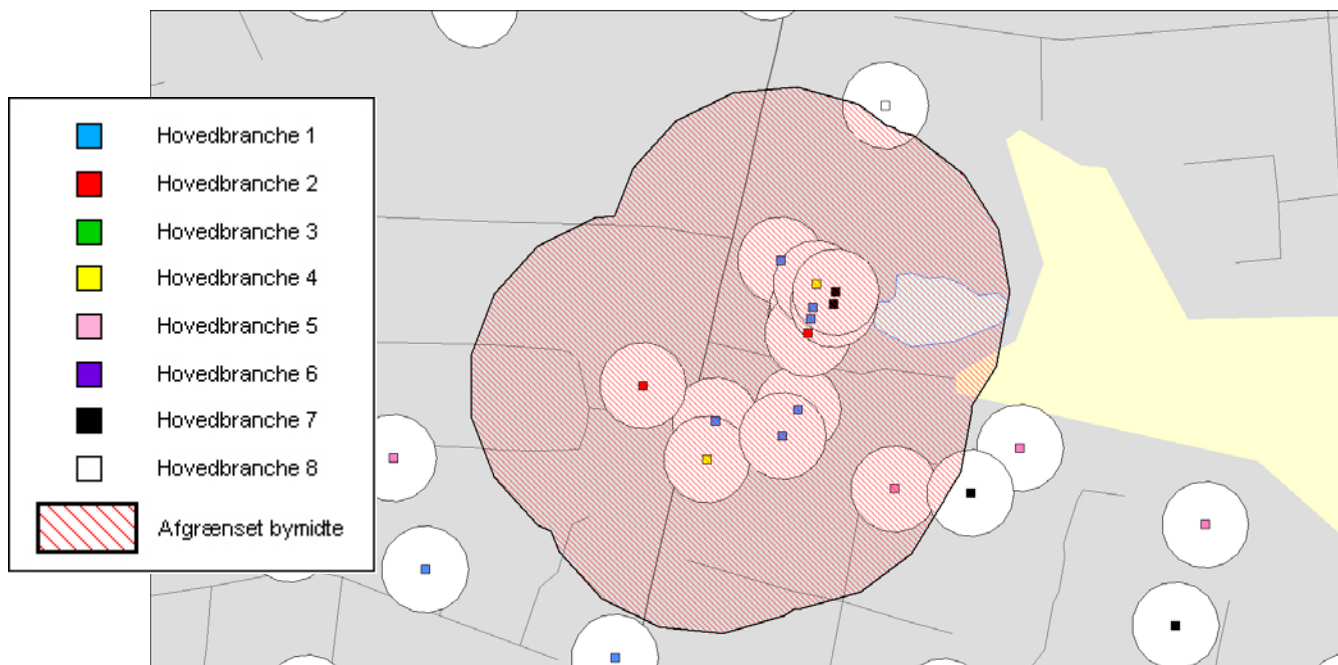 Hovedbranche 1
Hovedbranche 2
Hovedbranche 3
Hovedbranche 4
Hovedbranche 5
Hovedbranche 6
Hovedbranche 7
Hovedbranche 8
Afgrænset bymidte